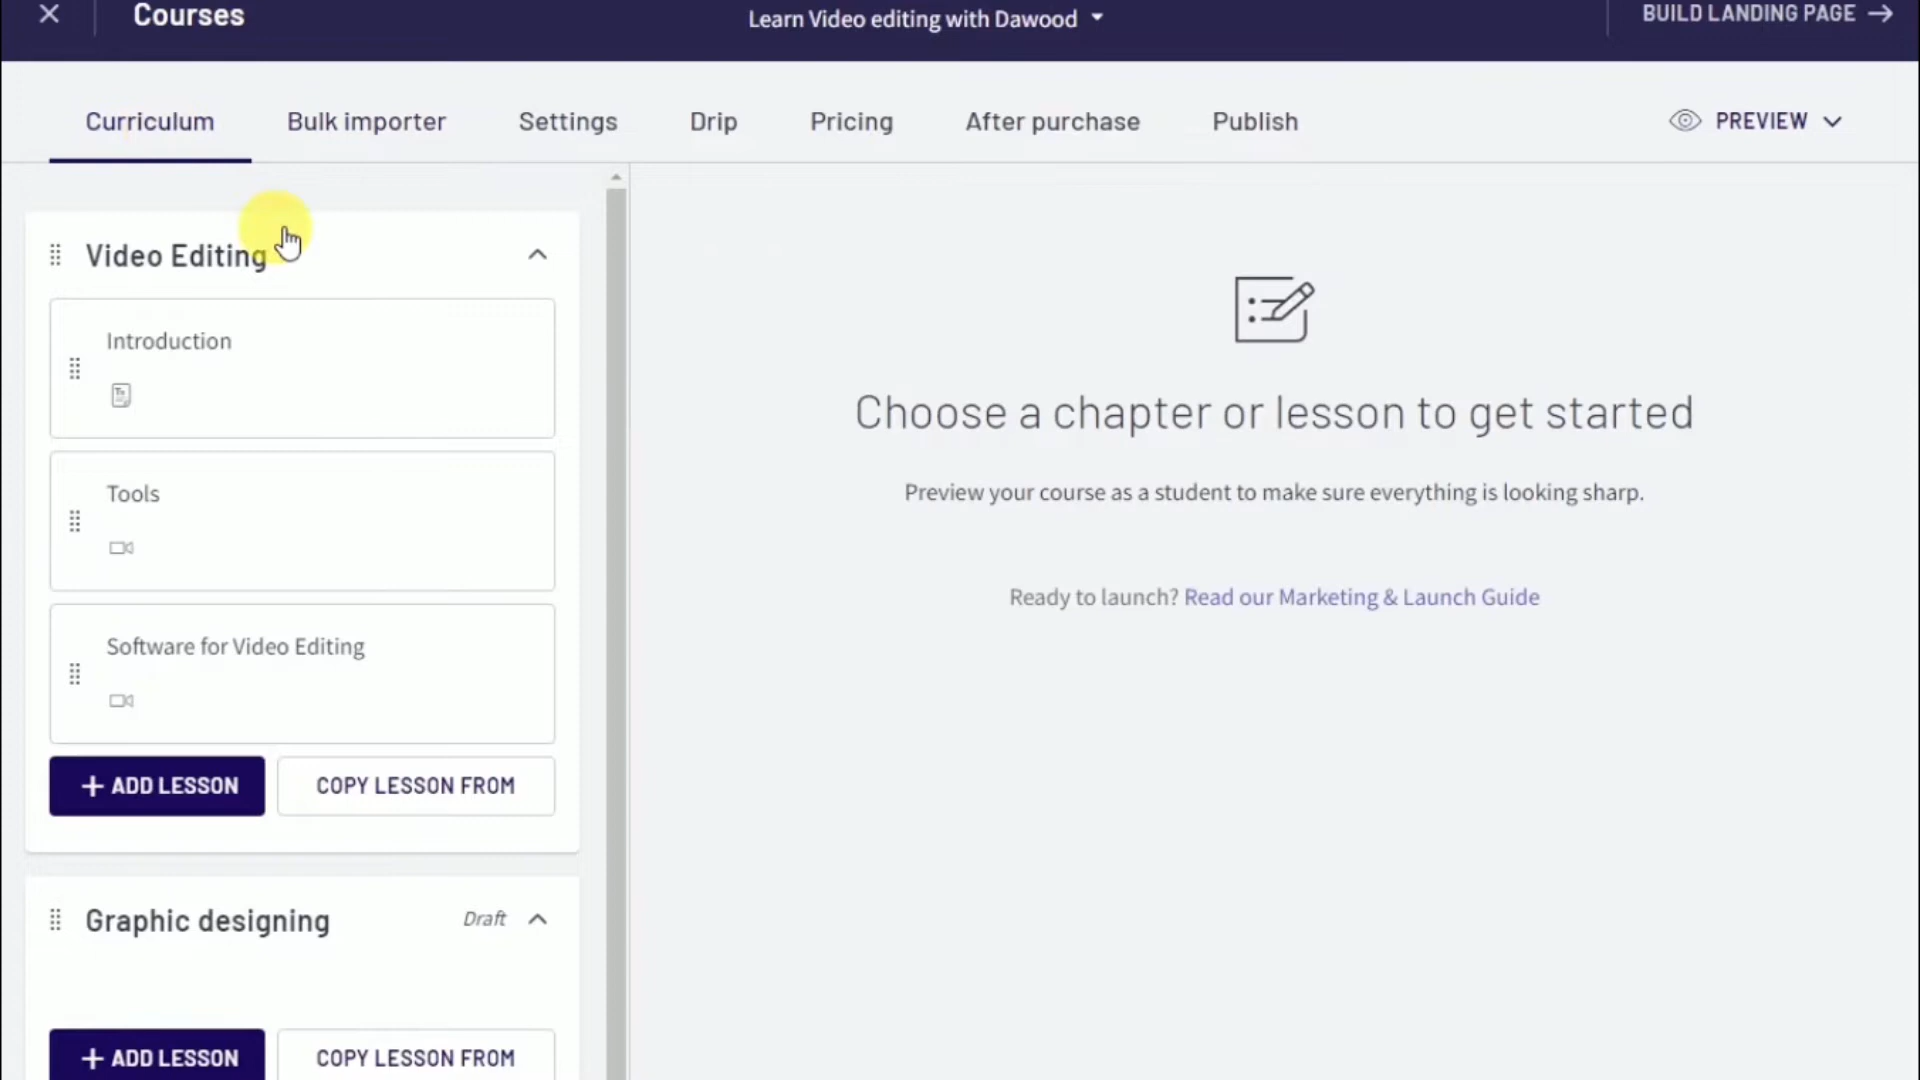 Courses
Learn Video editing with Dawood
BUILD LANDING PAGE
Curriculum
Bulk importer
Settings
Drip
Pricing
After purchase
Publish
PREVIEW
Video Editing
Introduction
Tools
Software for Video Editing
+ ADD LESSON
COPY LESSON FROM
Graphic designing
Draft
+ ADD LESSON
COPY LESSON FROM
Choose a chapter or lesson to get started
Preview your course as a student to make sure everything is looking sharp.
Ready to launch? Read our Marketing & Launch Guide